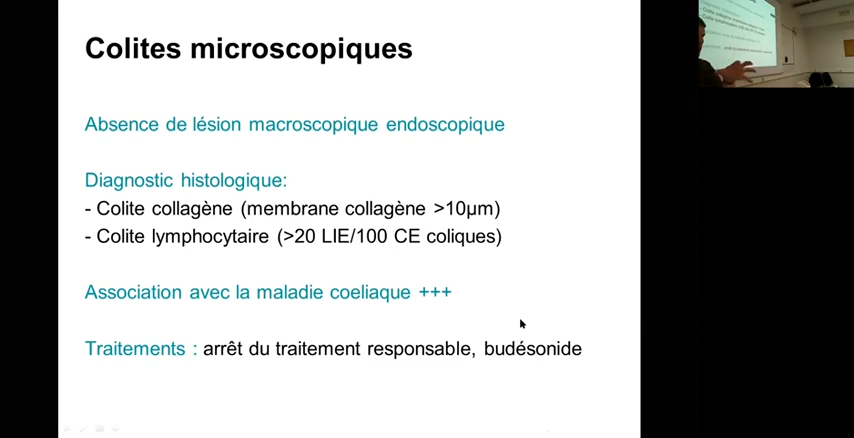 Colites microscopiques
Absence de lésion macroscopique endoscopique
Diagnostic histologique:
- Colite collagène (membrane collagène >10µm)
- Colite lymphocytaire (>20 LIE/100 CE coliques)
Association avec la maladie coeliaque +++
Traitements : arrêt du traitement responsable, budésonide